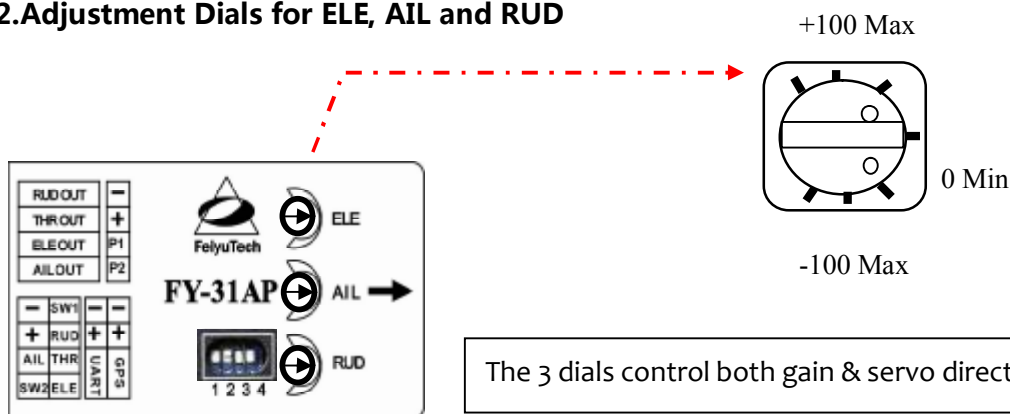 2.Adjustment Dials for ELE, AIL and RUD
+100 Max
0 Min
-100 Max
RUD OUT
THR OUT
ELE OUT
AIL OUT
−
+
P1
P2
− SW1 − −
+ RUD + +
AIL THR
SW2 ELE
UART
GPS
FeiyuTech
FY-31AP
1 2 3 4
ELE
AIL
RUD
The 3 dials control both gain & servo direct